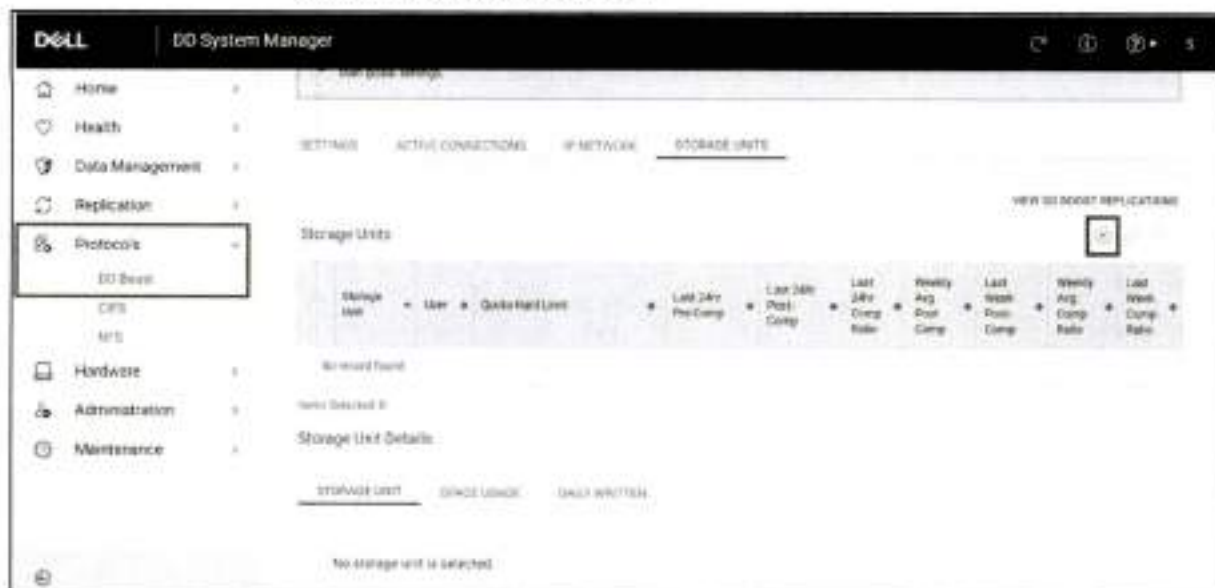 DELL
DD System Manager
Home
Health
Data Management
Replication
Protocols
DD Boost
CIFS
NFS
Hardware
Administration
Maintenance
SETTINGS ACTIVE CONNECTIONS IP NETWORK STORAGE UNITS
VIEW DD BOOST REPLICATIONS
Storage Units
Storage Unit
User
Quota Hard Limit
Last 24hr Pre-Comp
Last 24hr Post-Comp
Last 24hr Comp Ratio
Weekly Avg Post Comp
Last Week Post-Comp
Weekly Avg Comp Ratio
Last Week Comp Ratio
No record found
Items Selected: 0
Storage Unit Details
STORAGE UNIT SPACE USAGE DAILY WRITTEN
No storage unit is selected.